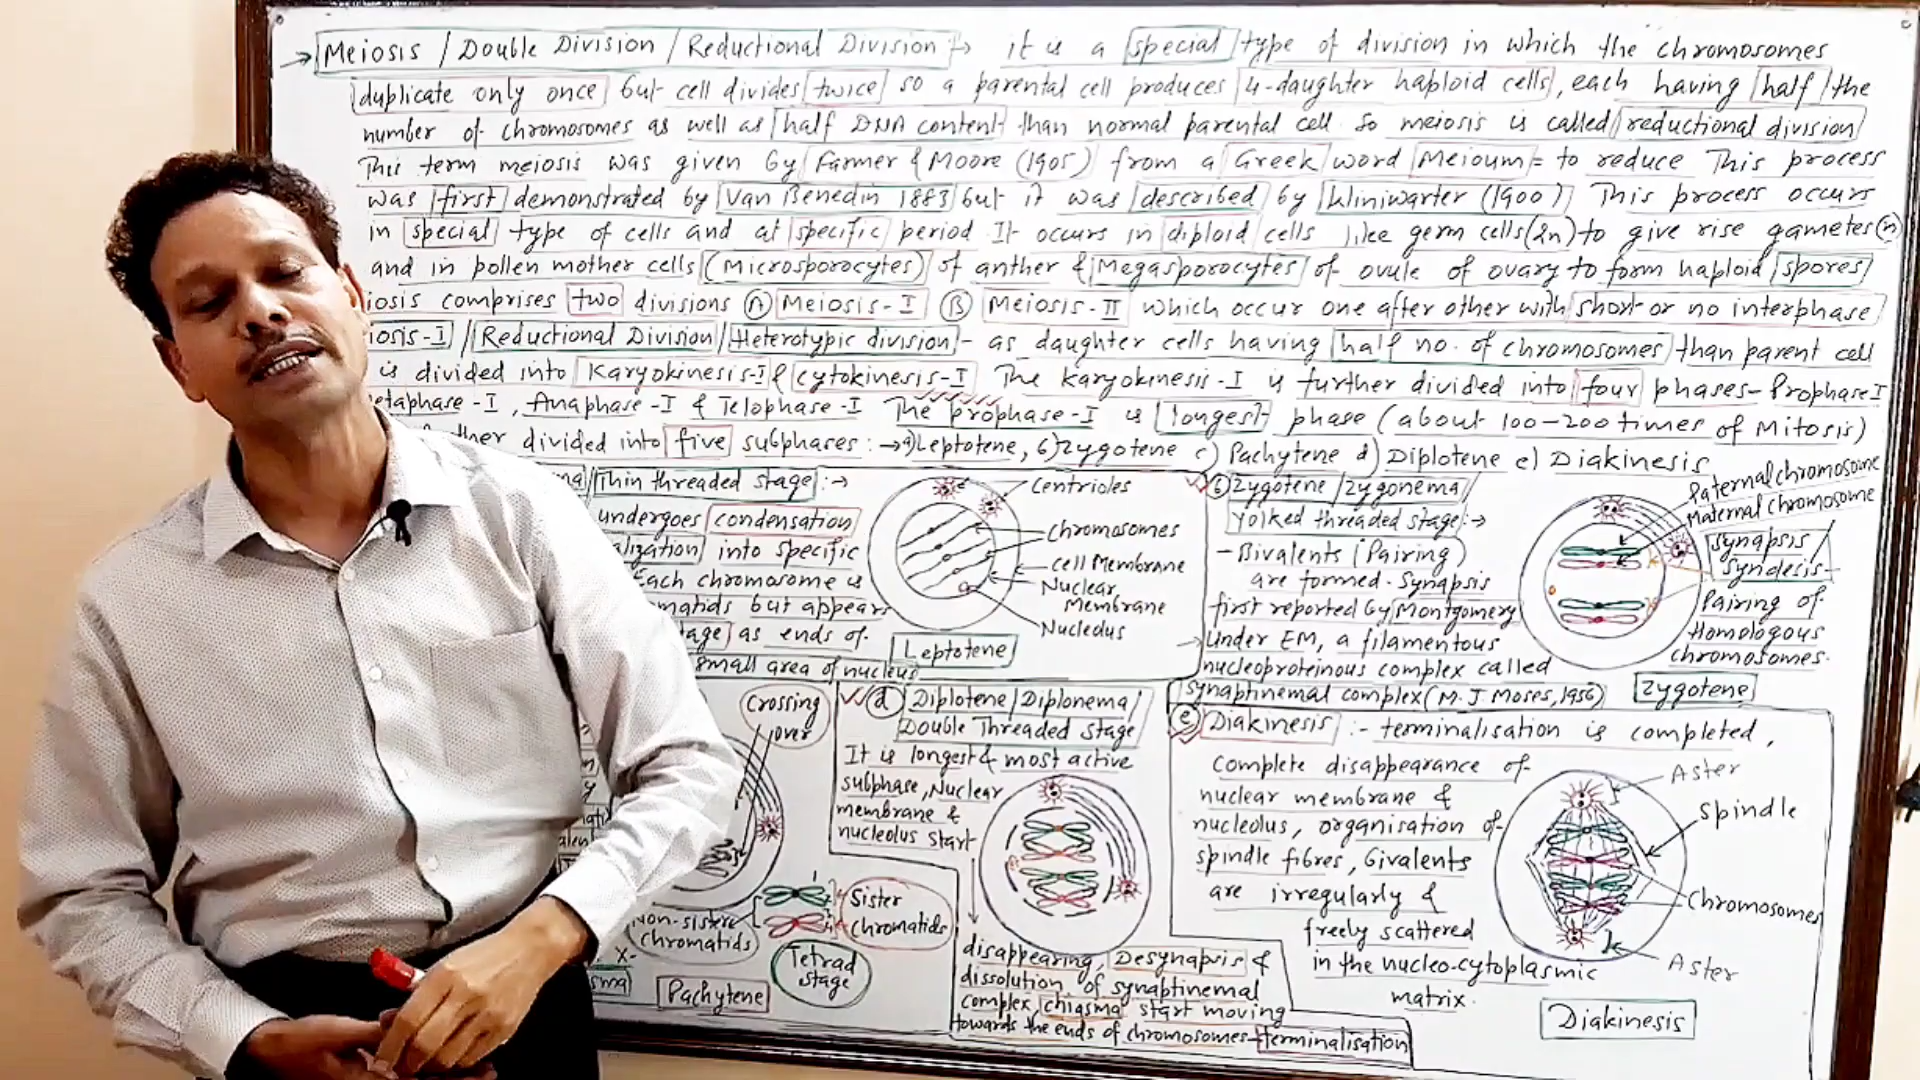 → Meiosis / Double Division / Reductional Division → it is a special type of division in which the chromosomes
duplicate only once but cell divides twice so a parental cell produces 4-daughter haploid cells, each having half the
number of chromosomes as well as half DNA content than normal parental cell. So meiosis is called reductional division
This term meiosis was given by Farmer & Moore (1905) from a Greek word Meioum = to reduce This process
was first demonstrated by Van Benedin 1883 but it was described by Winiwarter (1900) This process occurs
in special type of cells and at specific period. It occurs in diploid cells like germ cells (2n) to give rise gametes (n)
and in pollen mother cells (Microsporocytes) of anther & Megasporocytes of ovule of ovary to form haploid spores
iosis comprises two divisions Ⓐ Meiosis-I Ⓑ Meiosis-II which occur one after other with short or no interphase
iosis-I / Reductional Division / Heterotypic division - as daughter cells having half no. of chromosomes than parent cell
is divided into Karyokinesis-I & cytokinesis-I The Karyokinesis-I is further divided into four phases - Prophase I
etaphase-I, Anaphase-I & Telophase-I The prophase-I is longest phase (about 100-200 times of Mitosis)
ther divided into five subphases :→ a) Leptotene, b) Zygotene c) Pachytene d) Diplotene e) Diakinesis
ma / Thin threaded stage :→
undergoes condensation
alization into specific
Each chromosome is
matids but appears
tage as ends of
small area of nucleus
Centrioles
chromosomes
cell Membrane
Nuclear
Membrane
Nucleolus
Leptotene
b) Zygotene / Zygonema /
Yolked threaded stage :→
- Bivalents (Pairing)
are formed. Synapsis
first reported by Montgomery
Under EM, a filamentous
nucleoproteinous complex called
synaptinemal complex (M. J. Moses, 1956)
Paternal chromosome
Maternal chromosome
Synapsis /
Syndesis -
Pairing of
Homologous
chromosomes.
Zygotene
Crossing
over
Non-sister
chromatids
Sister
Chromatids
Tetrad
Stage
Pachytene
d Diplotene / Diplonema /
Double Threaded Stage
It is longest & most active
subphase, Nuclear
membrane &
nucleolus start
disappearing, Desynapsis &
dissolution of synaptinemal
complex, chiasma start moving
towards the ends of chromosomes - terminalisation
e Diakinesis :- terminalisation is completed,
Complete disappearance of
nuclear membrane &
nucleolus, organisation of
spindle fibres, bivalents
are irregularly &
freely scattered
in the nucleo-cytoplasmic
matrix.
Aster
Spindle
Chromosomes
Aster
Diakinesis